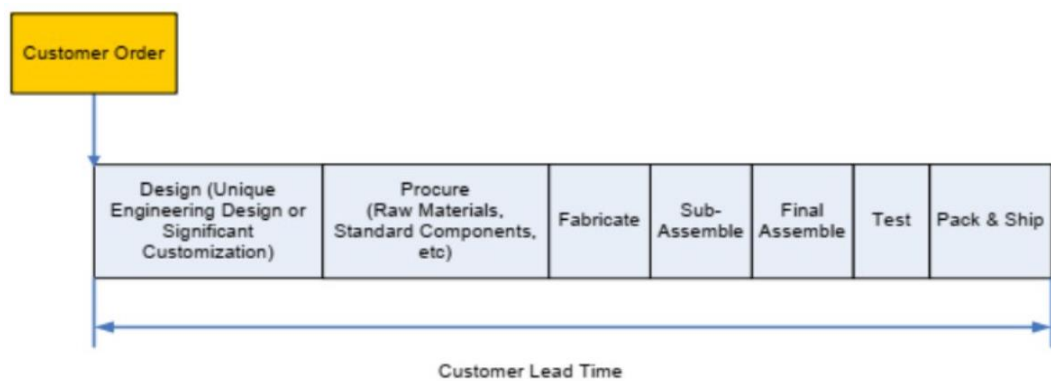 Customer Order
Design (Unique
Engineering Design or
Significant
Customization)
Procure
(Raw Materials,
Standard Components,
etc)
Fabricate
Sub-
Assemble
Final
Assemble
Test
Pack & Ship
Customer Lead Time